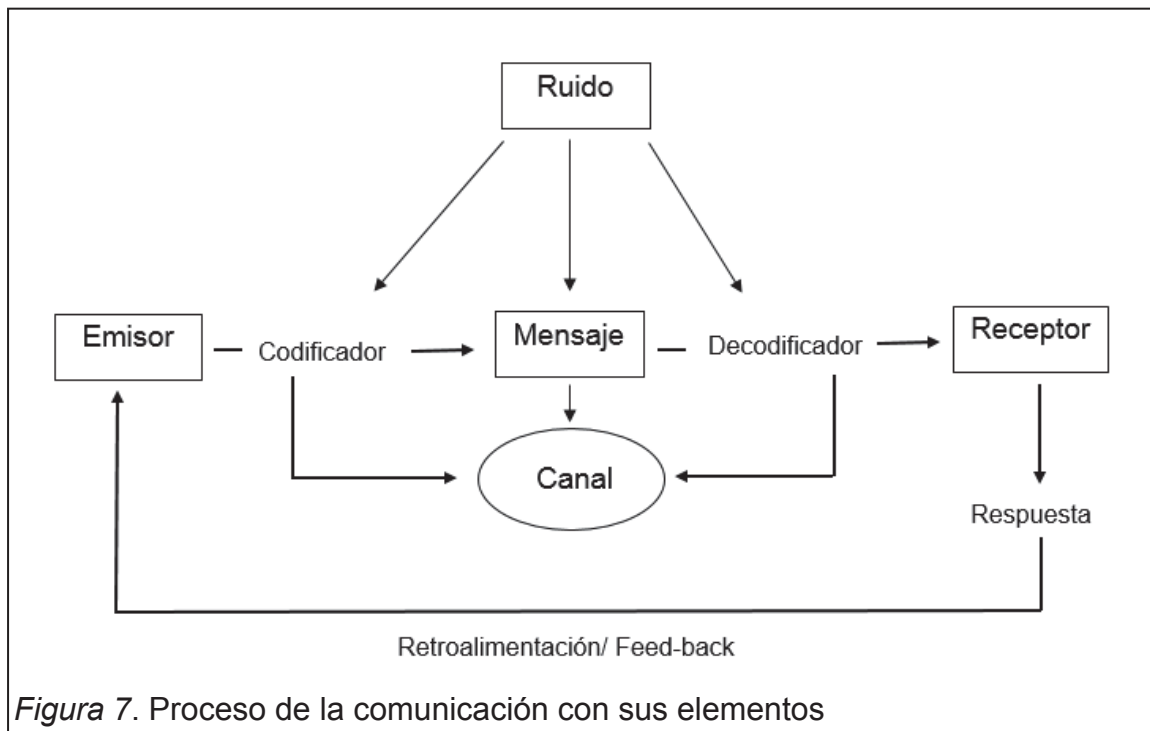 Ruido
Emisor
Codificador
Mensaje
Decodificador
Receptor
Canal
Respuesta
Retroalimentación/ Feed-back
Figura 7. Proceso de la comunicación con sus elementos